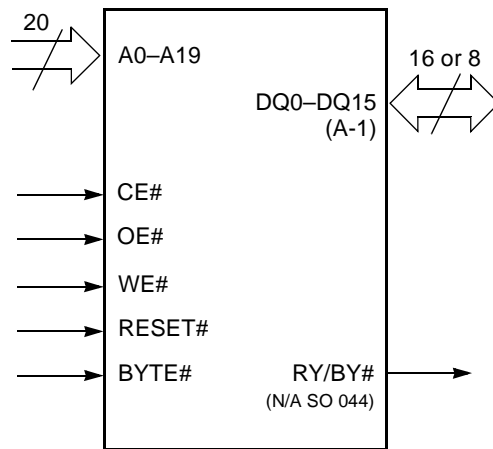 20
A0–A19
16 or 8
DQ0–DQ15
(A-1)
CE#
OE#
WE#
RESET#
BYTE#
RY/BY#
(N/A SO 044)